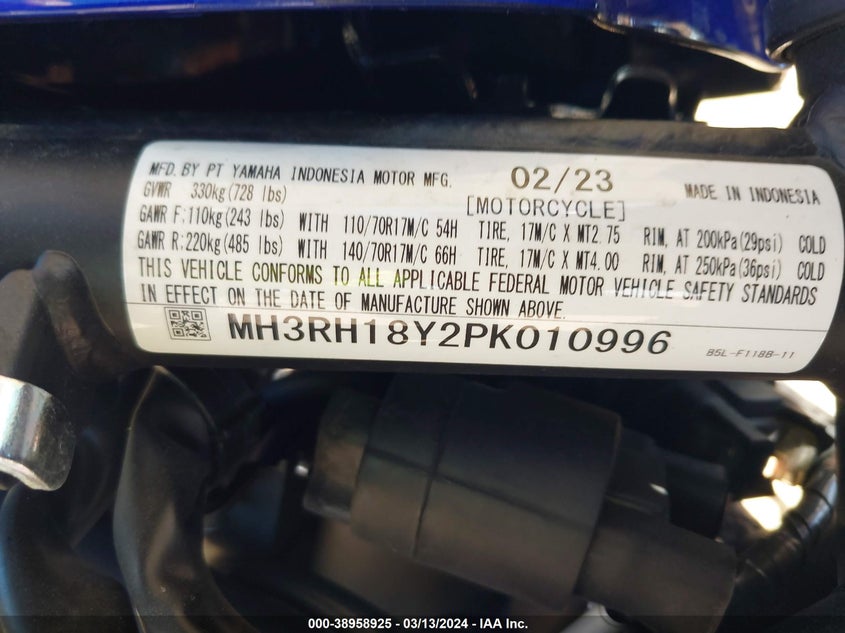 MFD. BY PT YAMAHA INDONESIA MOTOR MFG. 02/23 MADE IN INDONESIA
GVWR 330kg(728 lbs) [MOTORCYCLE]
GAWR F:110kg(243 lbs) WITH 110/70R17M/C 54H TIRE, 17M/C X MT2.75 RIM, AT 200kPa(29psi) COLD
GAWR R:220kg(485 lbs) WITH 140/70R17M/C 66H TIRE, 17M/C X MT4.00 RIM, AT 250kPa(36psi) COLD
THIS VEHICLE CONFORMS TO ALL APPLICABLE FEDERAL MOTOR VEHICLE SAFETY STANDARDS
IN EFFECT ON THE DATE OF MANUFACTURE SHOWN ABOVE.
MH3RH18Y2PK010996
B5L-F118B-11
000-38958925 - 03/13/2024 - IAA Inc.